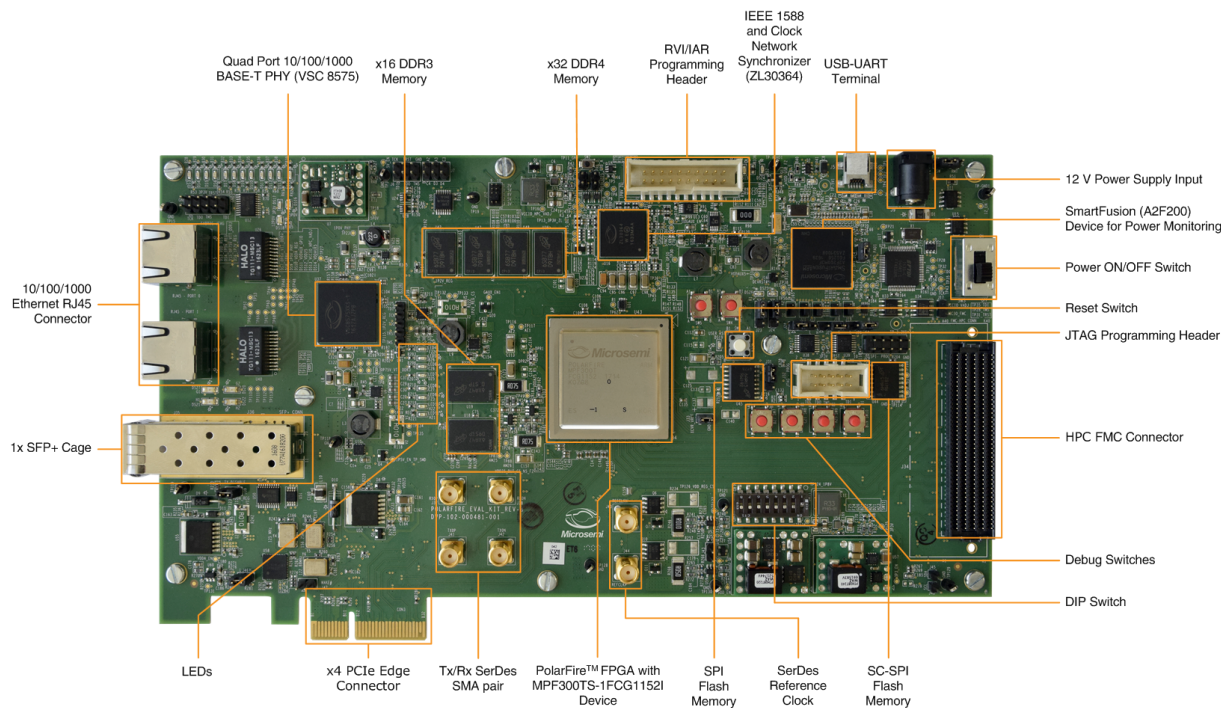 IEEE 1588
and Clock
Network
Synchronizer
(ZL30364)
RVI/IAR
Programming
Header
Quad Port 10/100/1000
BASE-T PHY (VSC 8575)
x16 DDR3
Memory
x32 DDR4
Memory
USB-UART
Terminal
12 V Power Supply Input
SmartFusion (A2F200)
Device for Power Monitoring
Power ON/OFF Switch
10/100/1000
Ethernet RJ45
Connector
Reset Switch
JTAG Programming Header
1x SFP+ Cage
HPC FMC Connector
Debug Switches
DIP Switch
HALO
HALO
Microsemi
-1
POLARFIRE_EVAL_KIT_REV-
DVP-102-000481-001
Microsemi
LEDs
x4 PCIe Edge
Connector
Tx/Rx SerDes
SMA pair
PolarFire™ FPGA with
MPF300TS-1FCG1152I
Device
SPI
Flash
Memory
SerDes
Reference
Clock
SC-SPI
Flash
Memory